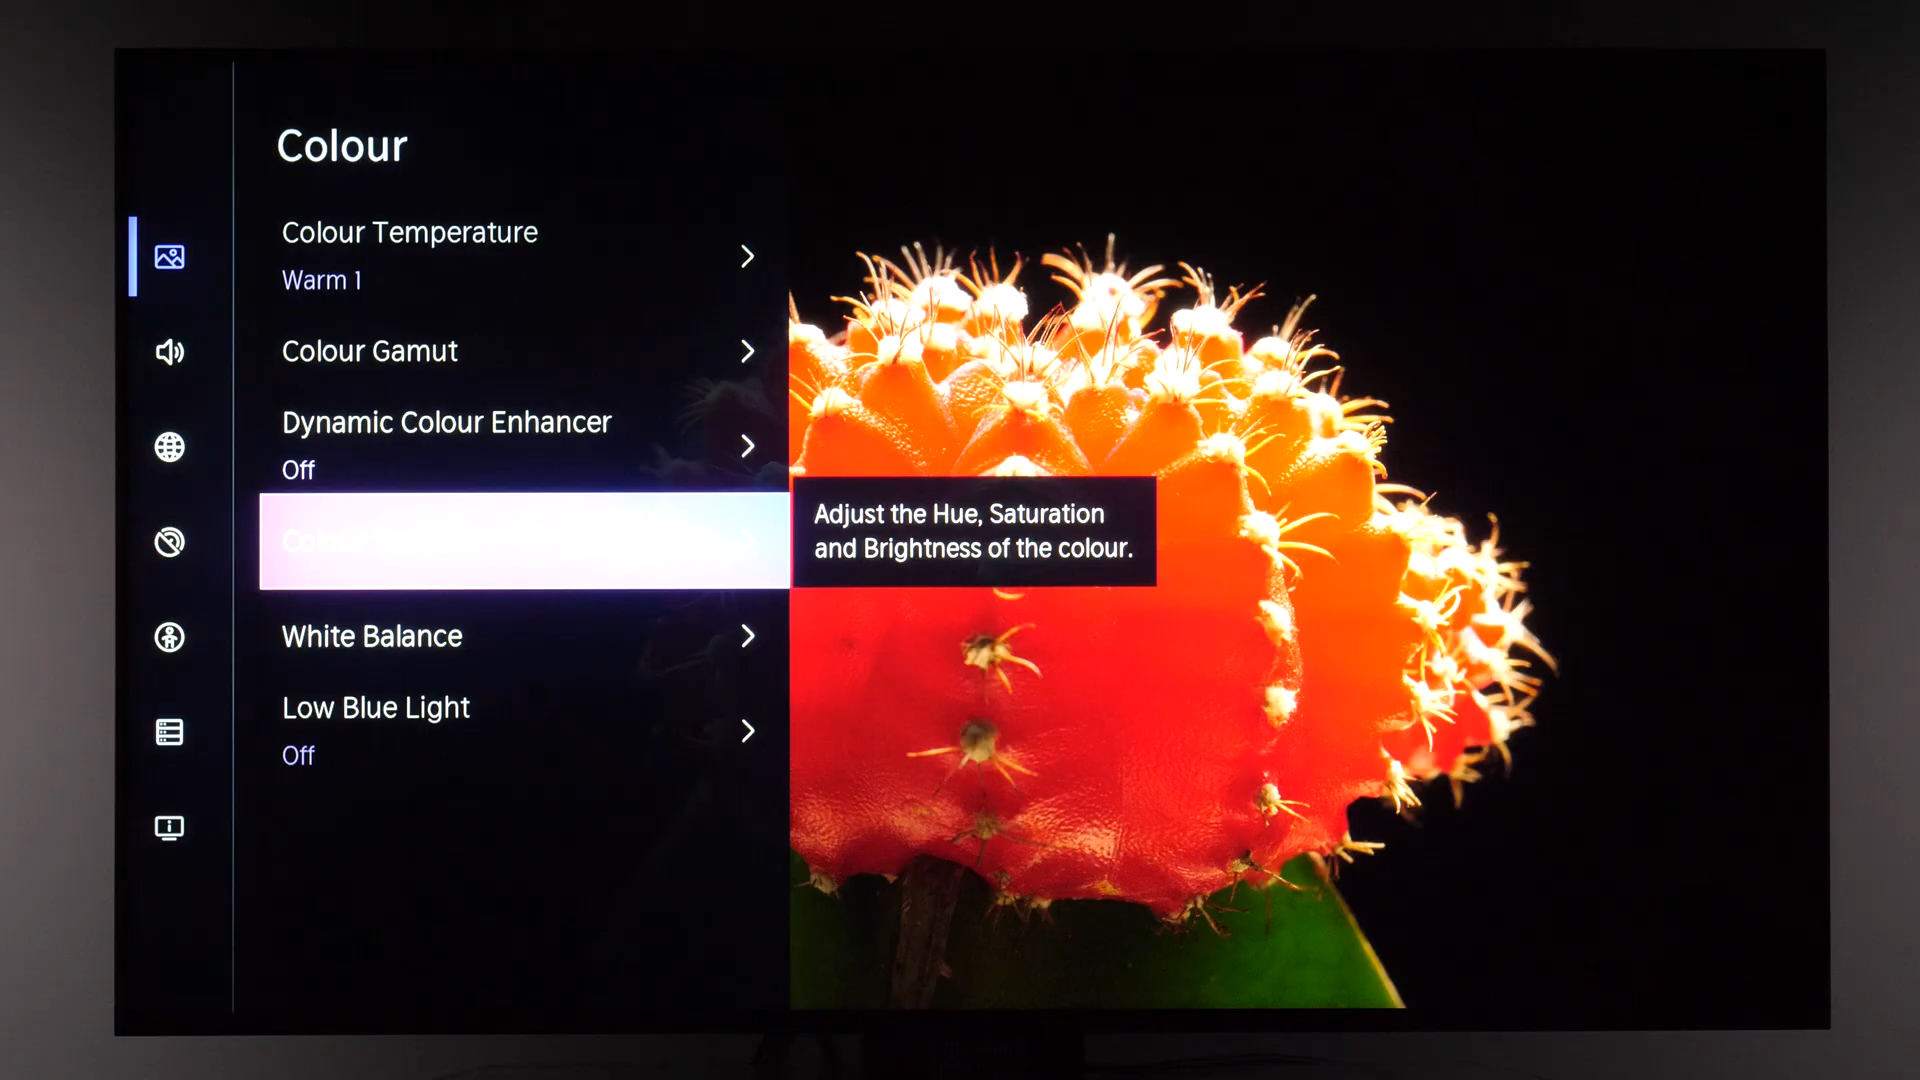 Colour
Colour Temperature
Warm 1
Colour Gamut
Dynamic Colour Enhancer
Off
Colour
Adjust the Hue, Saturation
and Brightness of the colour.
White Balance
Low Blue Light
Off